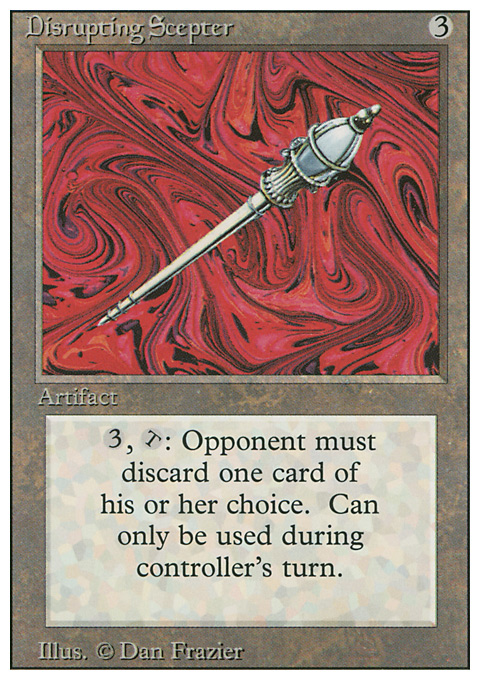 Disrupting Scepter 3
Artifact
3, T: Opponent must
discard one card of
his or her choice. Can
only be used during
controller's turn.
Illus. © Dan Frazier